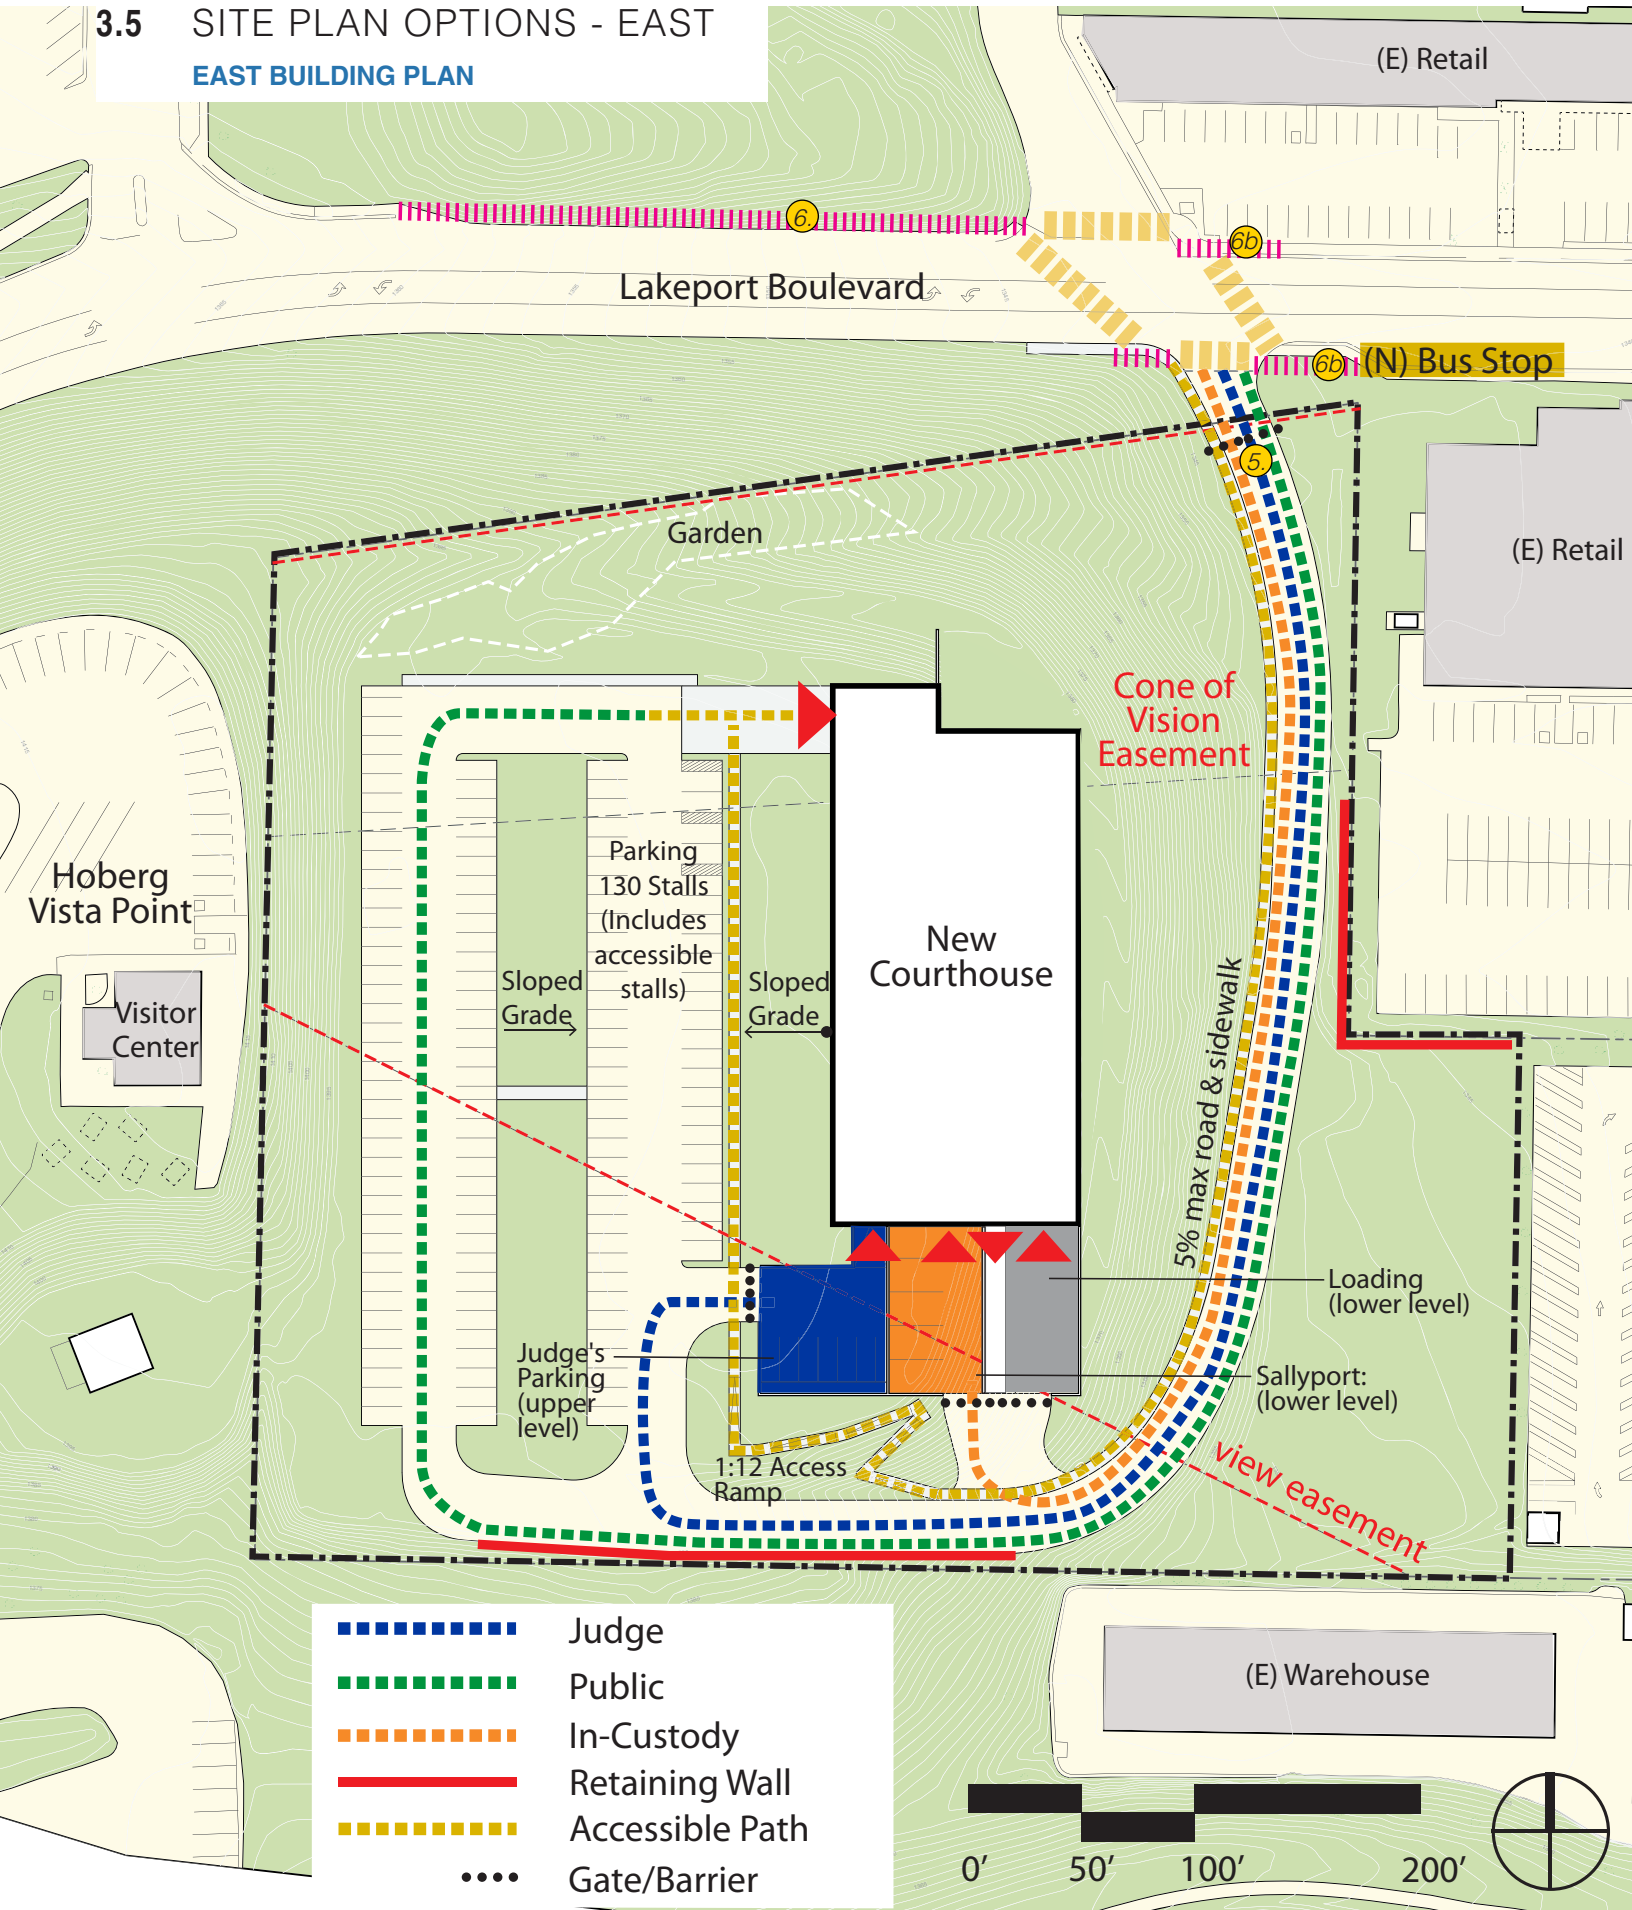 3.5 SITE PLAN OPTIONS - EAST
EAST BUILDING PLAN
(E) Retail
6.
6b
Lakeport Boulevard
6b
(N) Bus Stop
5.
Garden
(E) Retail
Cone of
Vision
Easement
Hoberg
Vista Point
Parking
130 Stalls
(Includes
accessible
stalls)
New
Courthouse
Sloped
Grade
Sloped
Grade
Visitor
Center
5% max road & sidewalk
Loading
(lower level)
Judge's
Parking
(upper
level)
Sallyport:
(lower level)
1:12 Access
Ramp
view easement
Judge
Public
In-Custody
Retaining Wall
Accessible Path
Gate/Barrier
(E) Warehouse
0' 50' 100' 200'